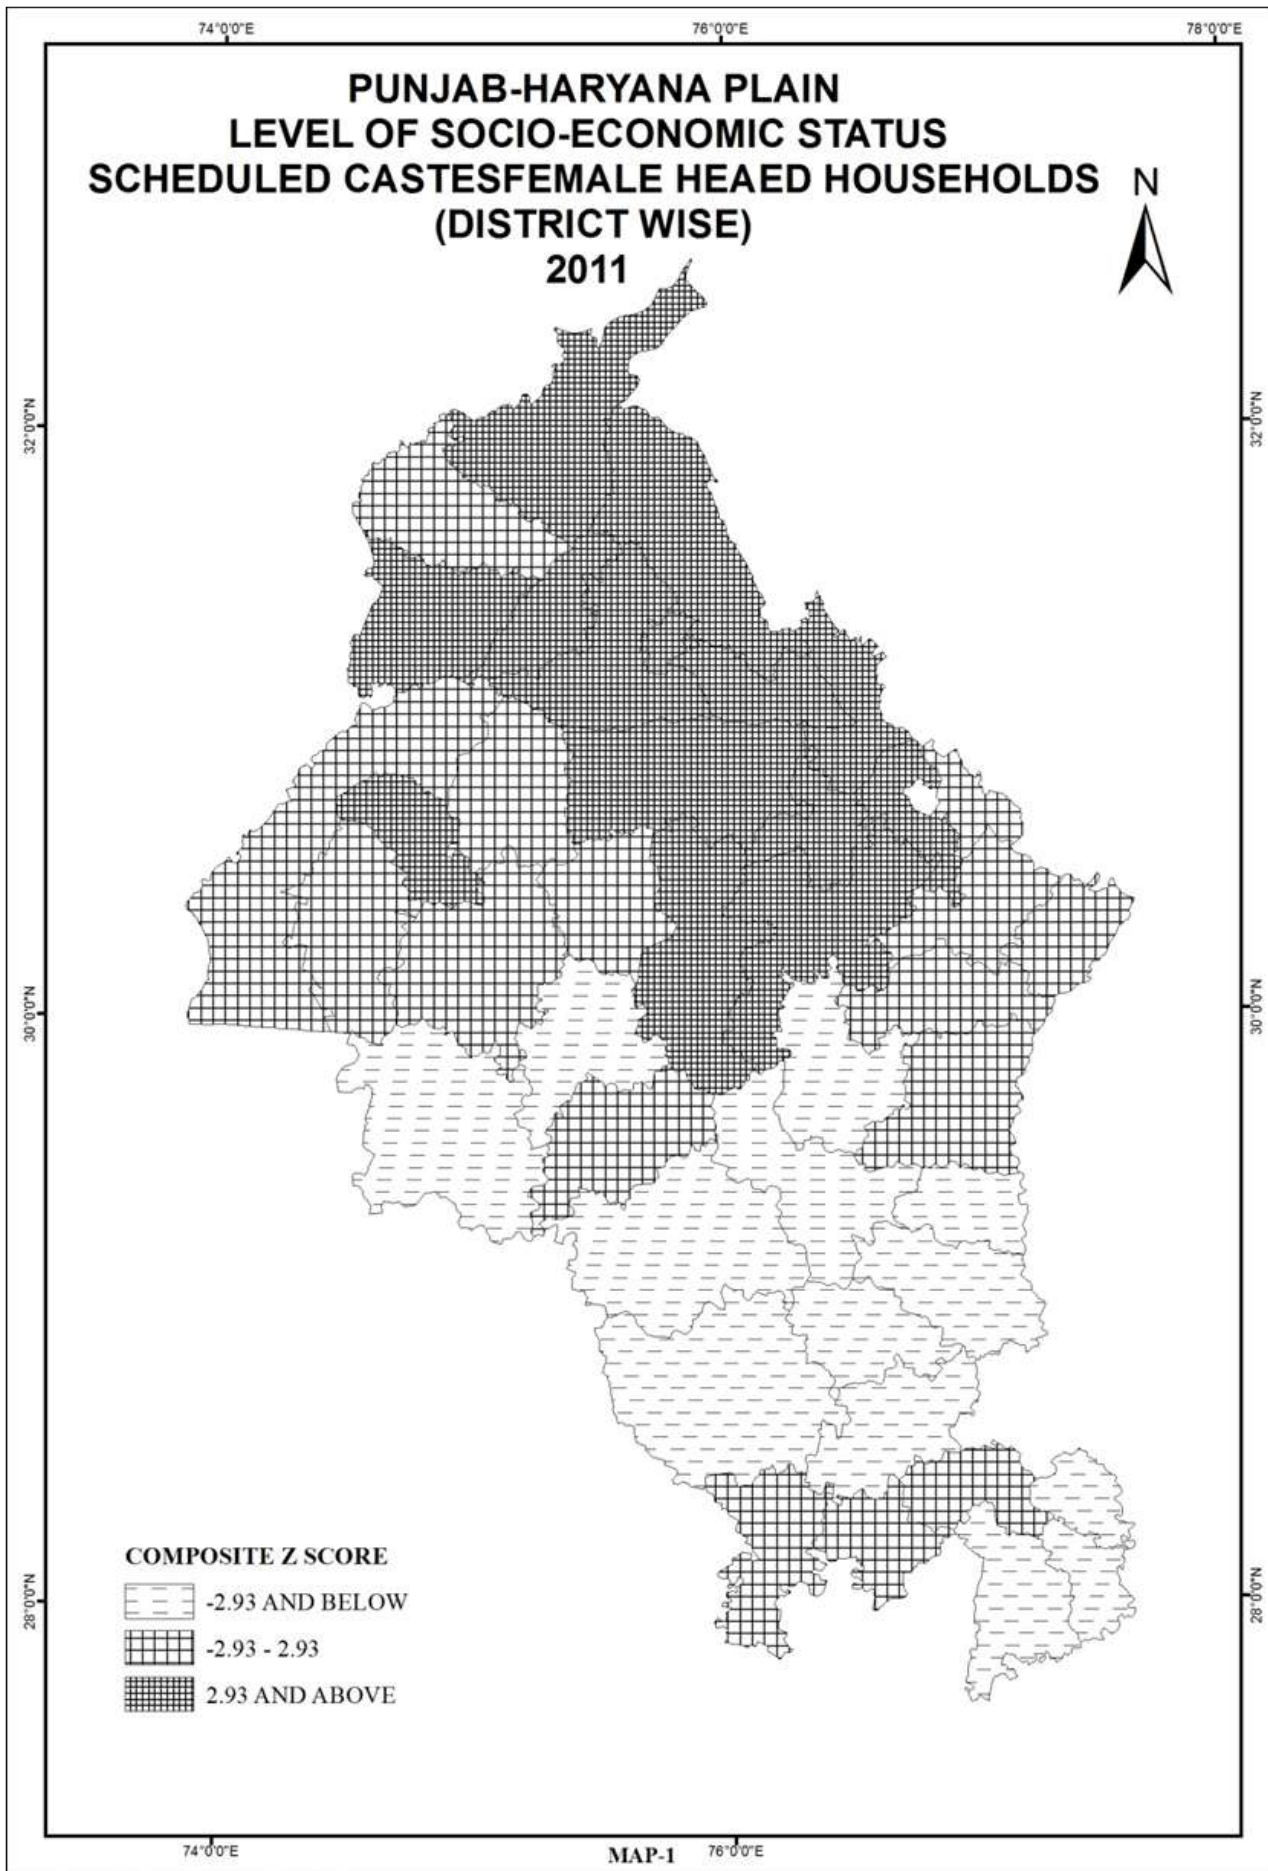 74°0'0"E 76°0'0"E 78°0'0"E
PUNJAB-HARYANA PLAIN
LEVEL OF SOCIO-ECONOMIC STATUS
SCHEDULED CASTESFEMALE HEAED HOUSEHOLDS
(DISTRICT WISE)
2011
N
32°0'0"N 32°0'0"N
30°0'0"N 30°0'0"N
COMPOSITE Z SCORE
-2.93 AND BELOW
-2.93 - 2.93
2.93 AND ABOVE
28°0'0"N 28°0'0"N
74°0'0"E 76°0'0"E
MAP-1